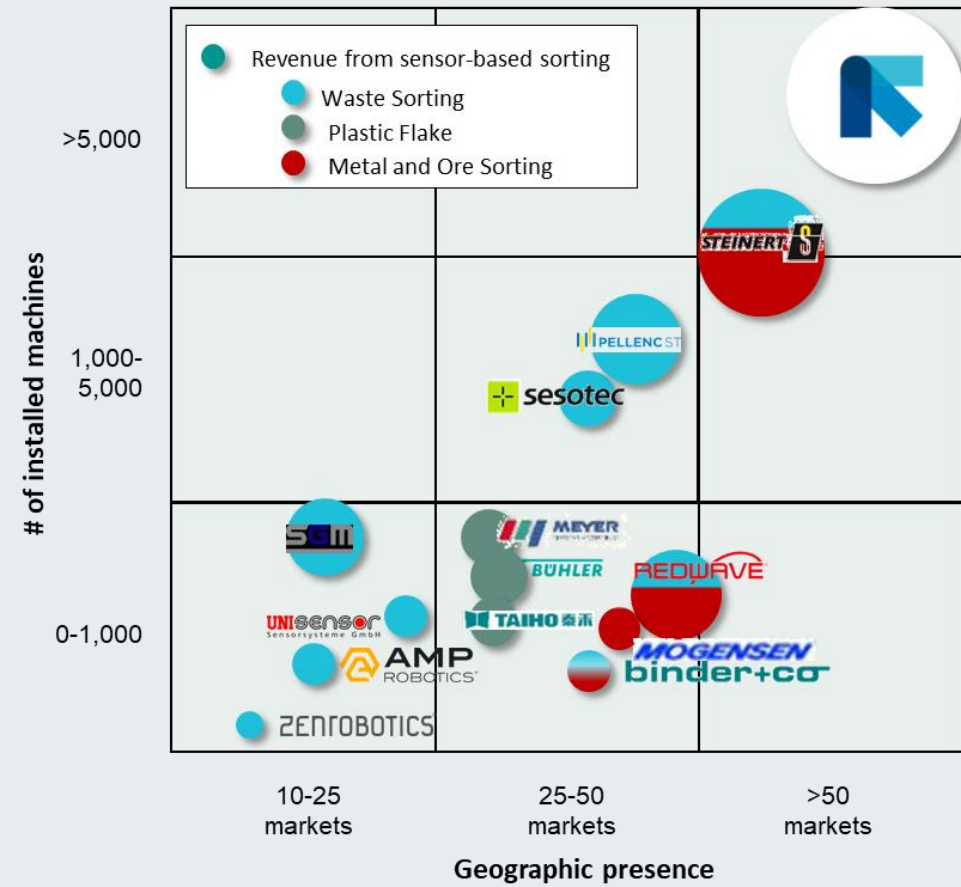 Revenue from sensor-based sorting
Waste Sorting
Plastic Flake
Metal and Ore Sorting
# of installed machines
>5,000
1,000-
5,000
0-1,000
STEINERT S
PELLENC ST
sesotec
SGM
MEYER
BÜHLER
REDWAVE
UNISENSOR
Sensorsysteme GmbH
TAIHO 泰禾
AMP
ROBOTICS
MOGENSEN
binder+co
ZENROBOTICS
10-25
markets
25-50
markets
>50
markets
Geographic presence